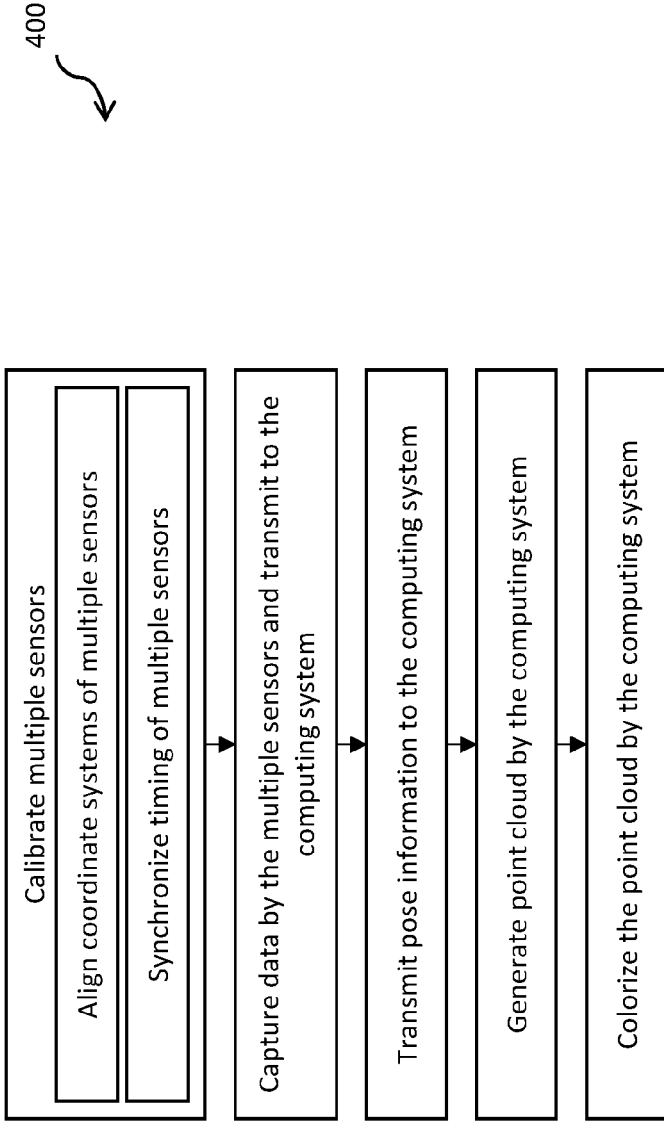 400
Calibrate multiple sensors
Align coordinate systems of multiple sensors
Synchronize timing of multiple sensors
Capture data by the multiple sensors and transmit to the
computing system
Transmit pose information to the computing system
Generate point cloud by the computing system
Colorize the point cloud by the computing system